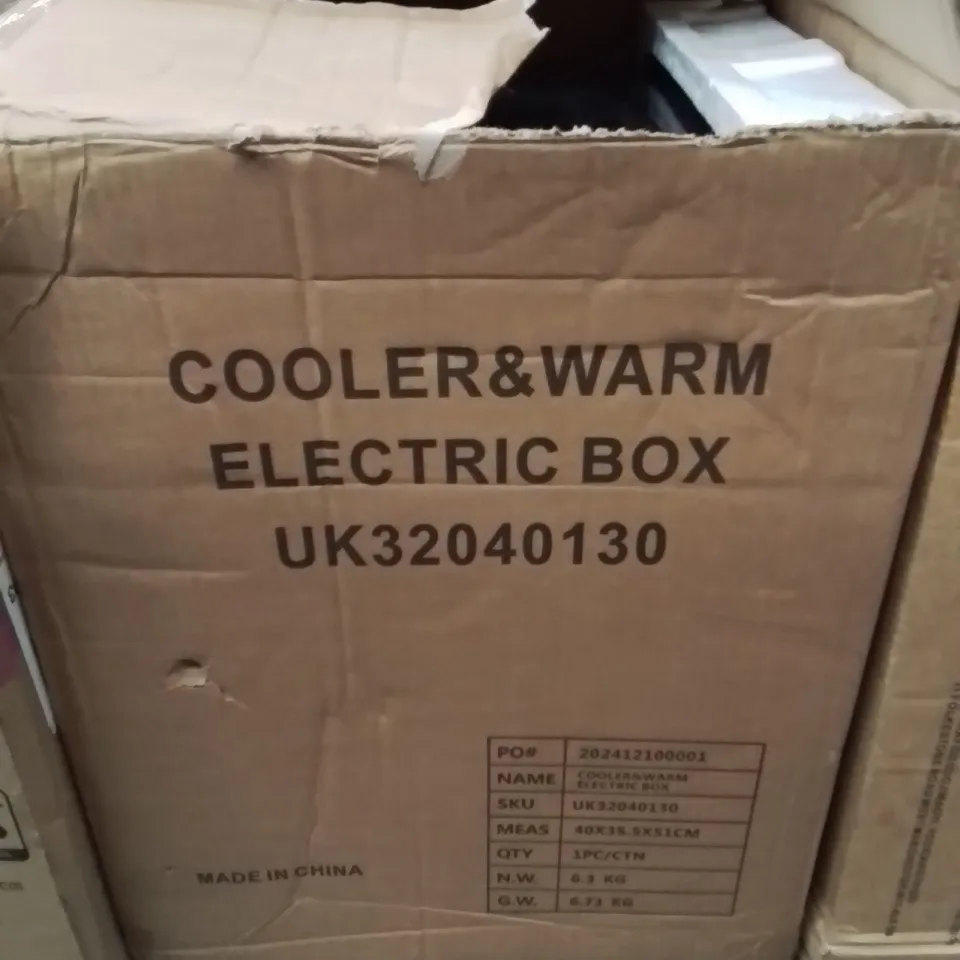 COOLER&WARM
ELECTRIC BOX
UK32040130
PO# 202412100001
NAME COOLER&WARM
ELECTRIC BOX
SKU UK32040130
MEAS 40X35.5X51CM
QTY 1PC/CTN
N.W. 6.3 KG
G.W. 6.73 KG
MADE IN CHINA